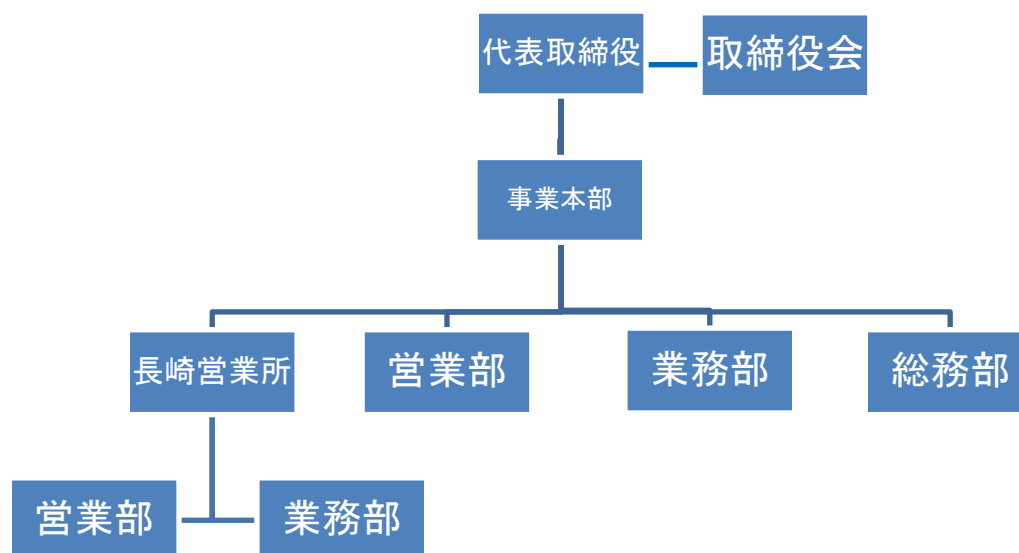 代表取締役
取締役会
事業本部
長崎営業所
営業部
業務部
総務部
営業部
業務部